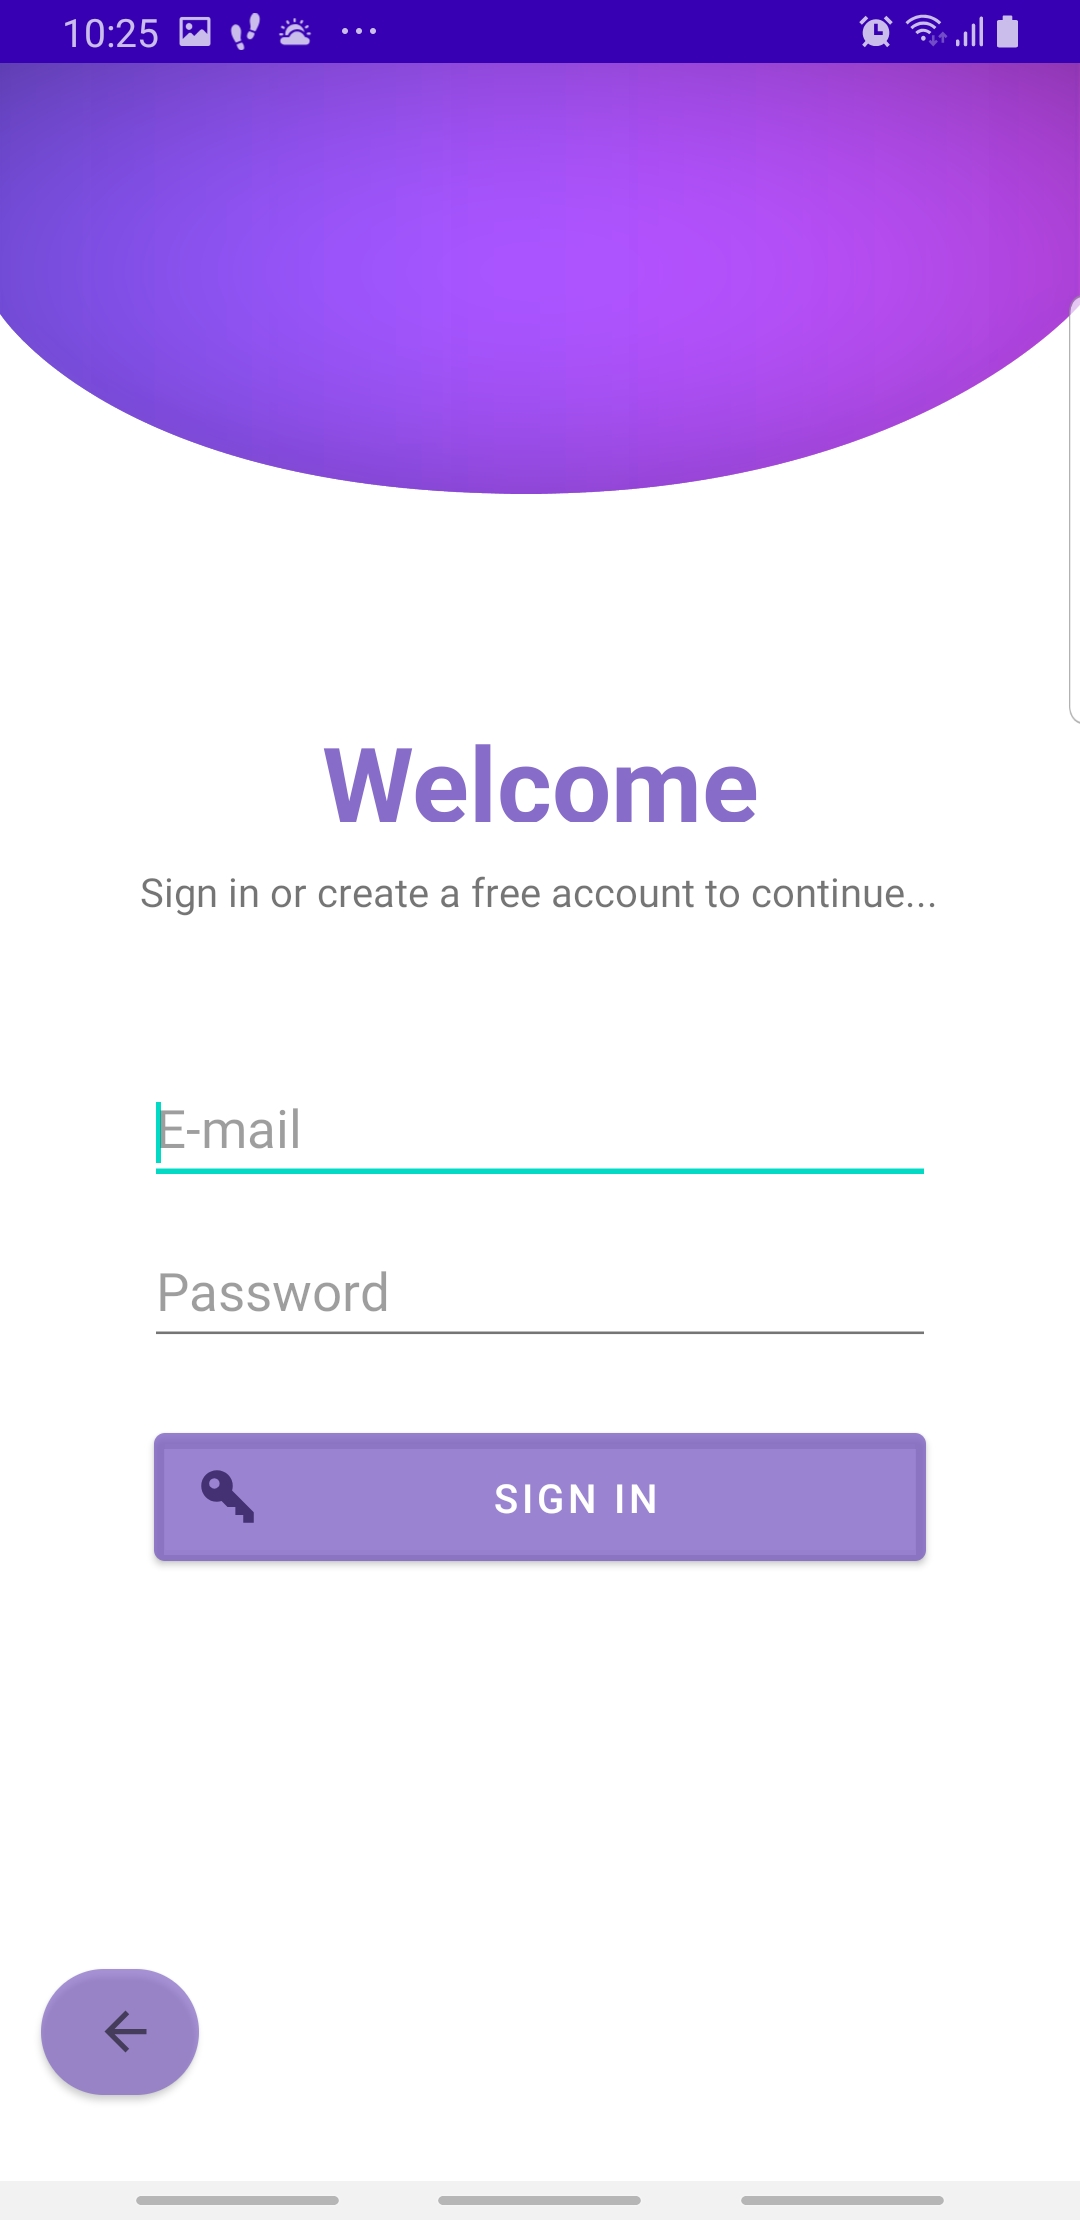 10:25
Welcome
Sign in or create a free account to continue...
E-mail
Password
SIGN IN